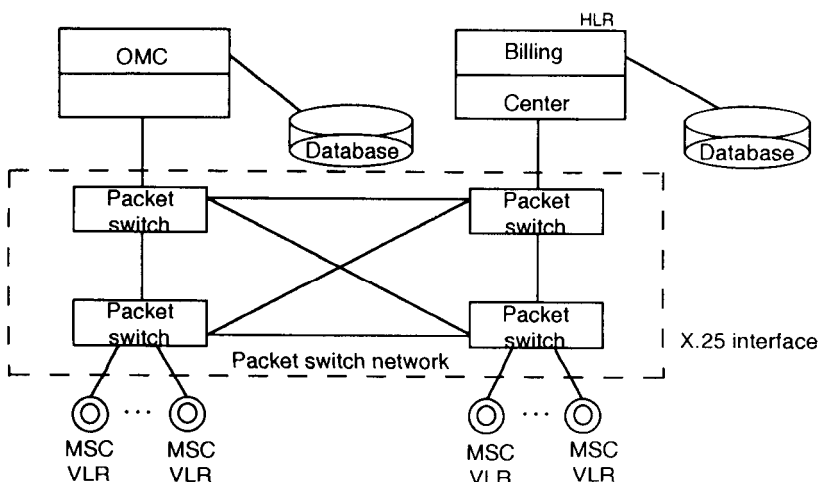 HLR
OMC
Billing
Center
Database
Database
Packet
switch
Packet
switch
Packet
switch
Packet
switch
X.25 interface
Packet switch network
... ...
MSC
VLR
MSC
VLR
MSC
VLR
MSC
VLR